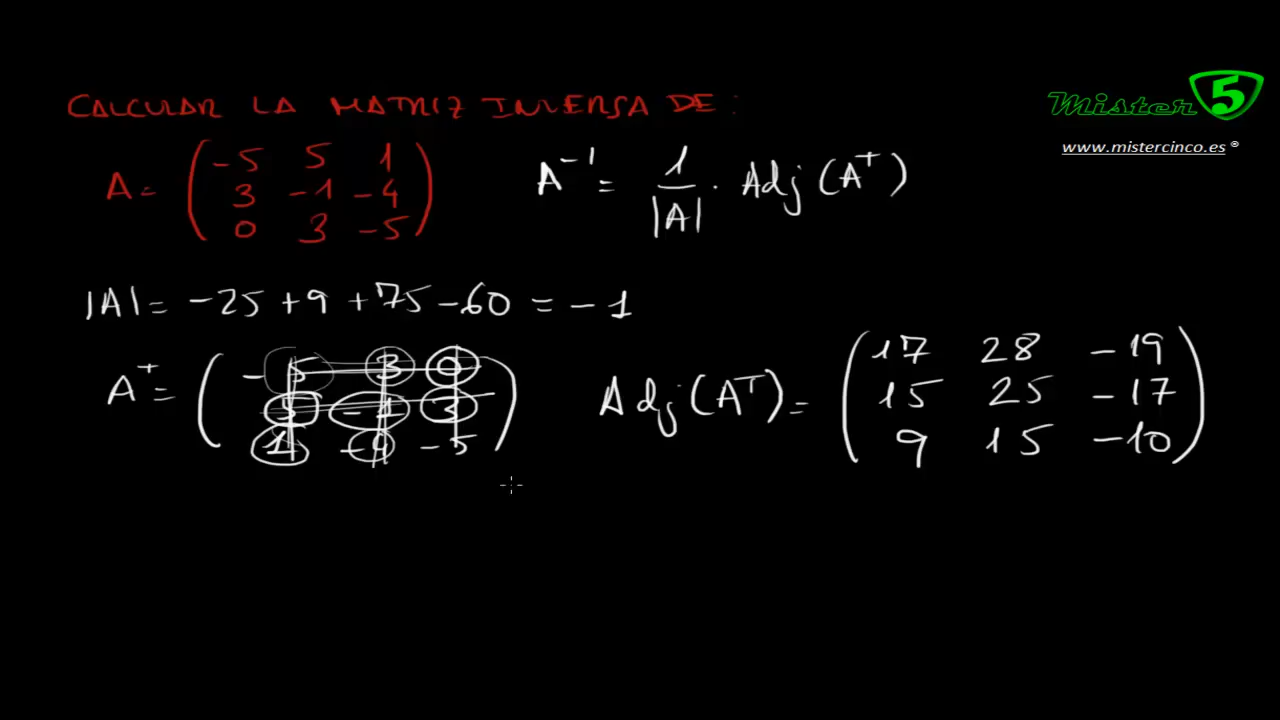 CALCULAR LA MATRIZ INVERSA DE :
Mister 5
www.mistercinco.es ®
A = ( -5 5 1
3 -1 -4
0 3 -5 )
A⁻¹ = 1/|A| · Adj (Aᵗ)
|A| = -25 + 9 + 75 - 60 = -1
Aᵗ = ( -5 3 0
5 -1 3
1 -4 -5 )
Adj (Aᵀ) = ( 17 28 -19
15 25 -17
9 15 -10 )